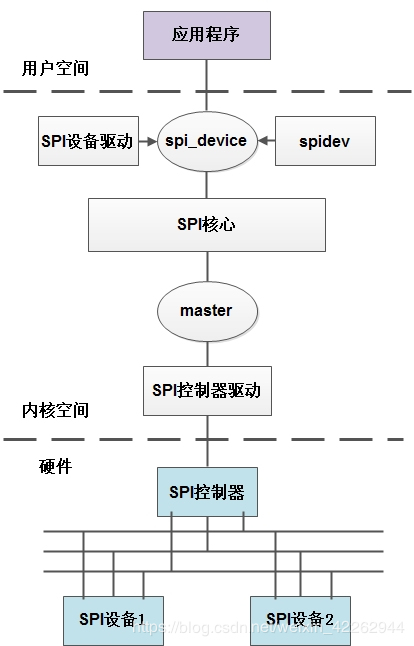 应用程序
用户空间
SPI设备驱动
spi_device
spidev
SPI核心
master
SPI控制器驱动
内核空间
硬件
SPI控制器
SPI设备1
SPI设备2
https://blog.csdn.net/weixin_42262944